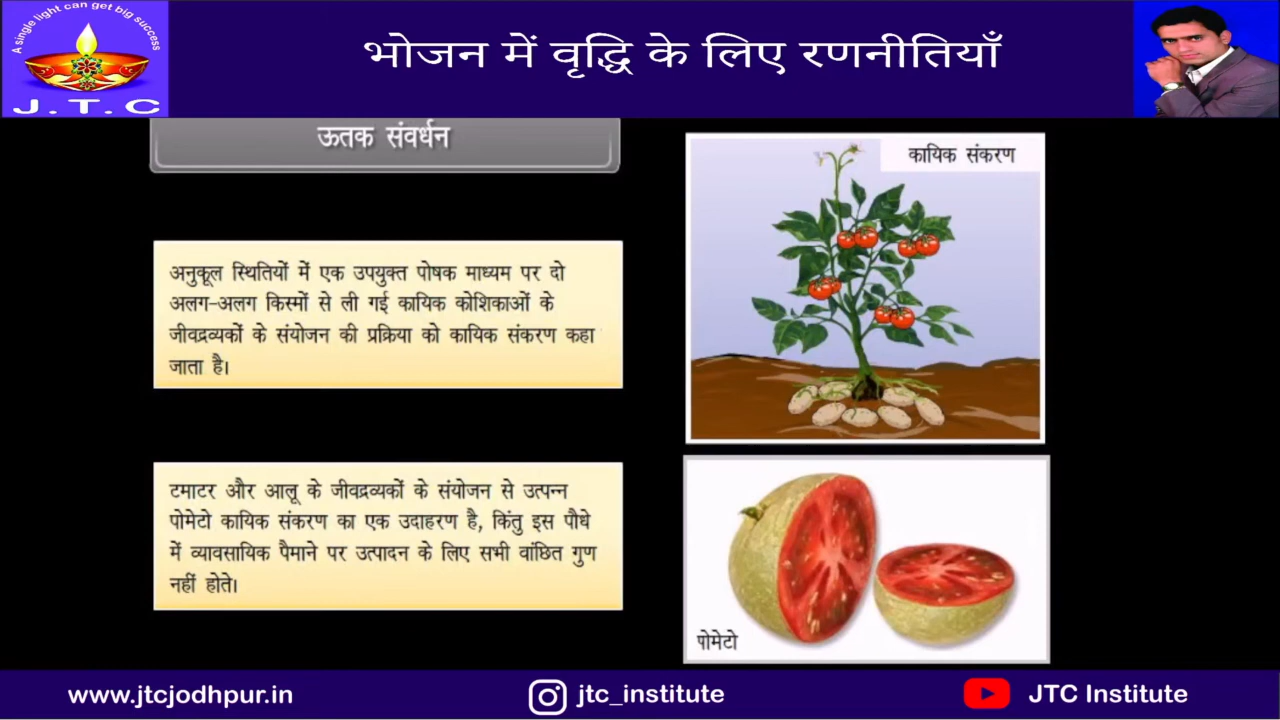 A single light can get big success
J.T.C
भोजन में वृद्धि के लिए रणनीतियाँ
ऊतक संवर्धन
कायिक संकरण
अनुकूल स्थितियों में एक उपयुक्त पोषक माध्यम पर दो
अलग-अलग किस्मों से ली गई कायिक कोशिकाओं के
जीवद्रव्यकों के संयोजन की प्रक्रिया को कायिक संकरण कहा
जाता है।
टमाटर और आलू के जीवद्रव्यकों के संयोजन से उत्पन्न
पोमेटो कायिक संकरण का एक उदाहरण है, किंतु इस पौधे
में व्यावसायिक पैमाने पर उत्पादन के लिए सभी वांछित गुण
नहीं होते।
पोमेटो
www.jtcjodhpur.in
jtc_institute
JTC Institute